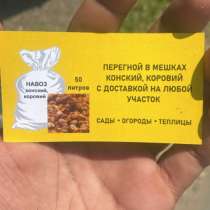 НАВОЗ
конский,
коровий
50
литров
ПЕРЕГНОЙ В МЕШКАХ
КОНСКИЙ, КОРОВИЙ
С ДОСТАВКОЙ НА ЛЮБОЙ
УЧАСТОК
САДЫ • ОГОРОДЫ • ТЕПЛИЦЫ